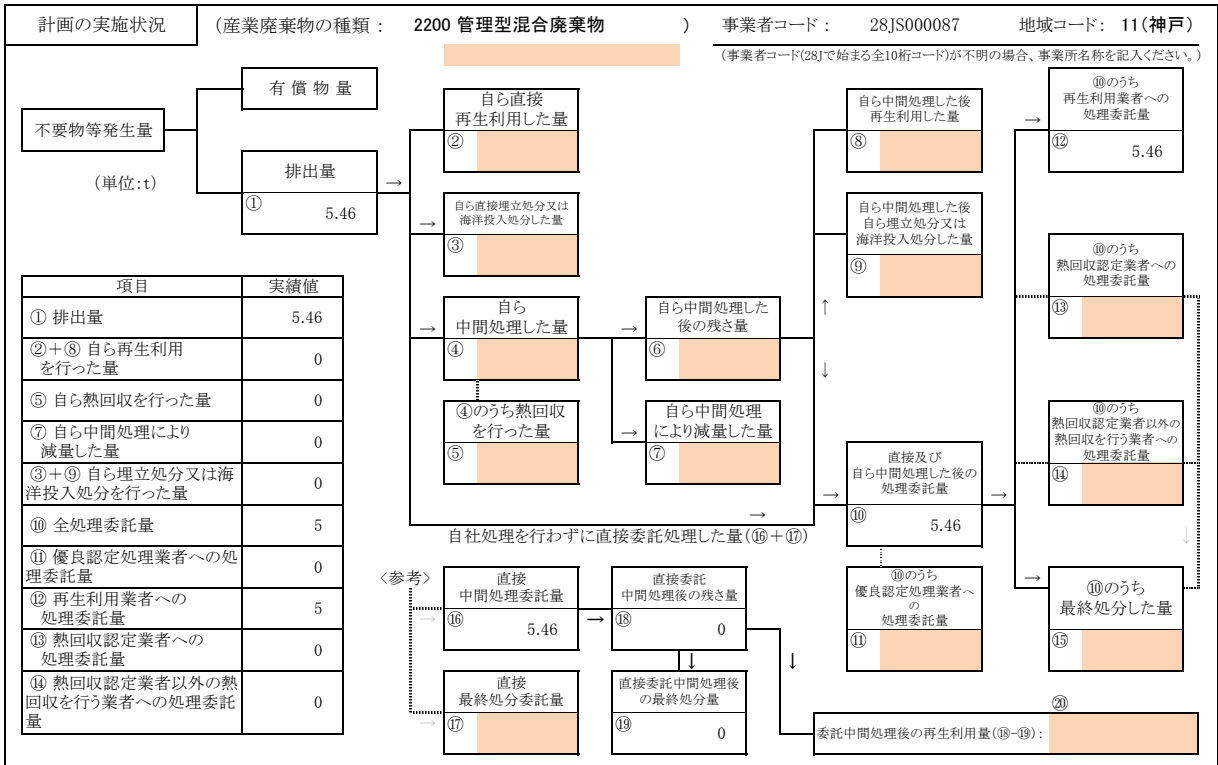 計画の実施状況
(産業廃棄物の種類： 2200 管理型混合廃棄物 ) 事業者コード： 28JS000087 地域コード： 11(神戸)
(事業者コード(28Jで始まる全10桁コード)が不明の場合、事業所名称を記入ください。)
不要物等発生量
(単位:t)
有償物量
排出量
①
5.46
→
自ら直接
再生利用した量
②
→
自ら直接埋立処分又は
海洋投入処分した量
③
→
自ら
中間処理した量
④
④のうち熱回収
を行った量
⑤
→
自ら中間処理した
後の残さ量
⑥
→
自ら中間処理
により減量した量
⑦
自ら中間処理した後
再生利用した量
⑧
自ら中間処理した後
自ら埋立処分又は
海洋投入処分した量
⑨
↑
↓
→
直接及び
自ら中間処理した後の
処理委託量
⑩
5.46
→
⑩のうち
優良認定処理業者へ
の
処理委託量
⑪
→
⑩のうち
再生利用業者への
処理委託量
⑫
5.46
⑩のうち
熱回収認定業者への
処理委託量
⑬
⑩のうち
熱回収認定業者以外の
熱回収を行う業者への
処理委託量
⑭
↓
→
⑩のうち
最終処分した量
⑮
項目 実績値
① 排出量 5.46
②＋⑧ 自ら再生利用
を行った量 0
⑤ 自ら熱回収を行った量 0
⑦ 自ら中間処理により
減量した量 0
③＋⑨ 自ら埋立処分又は海
洋投入処分を行った量 0
⑩ 全処理委託量 5
⑪ 優良認定処理業者への処
理委託量 0
⑫ 再生利用業者への
処理委託量 5
⑬ 熱回収認定業者への
処理委託量 0
⑭ 熱回収認定業者以外の熱
回収を行う業者への処理委託
量 0
→
自社処理を行わずに直接委託処理した量(⑯＋⑰)
〈参考〉
→
直接
中間処理委託量
⑯
5.46
→
直接委託
中間処理後の残さ量
⑱
0
→
直接
最終処分委託量
⑰
↓
直接委託中間処理後
の最終処分量
⑲
0
↓
⑳
委託中間処理後の再生利用量(⑱-⑲)：